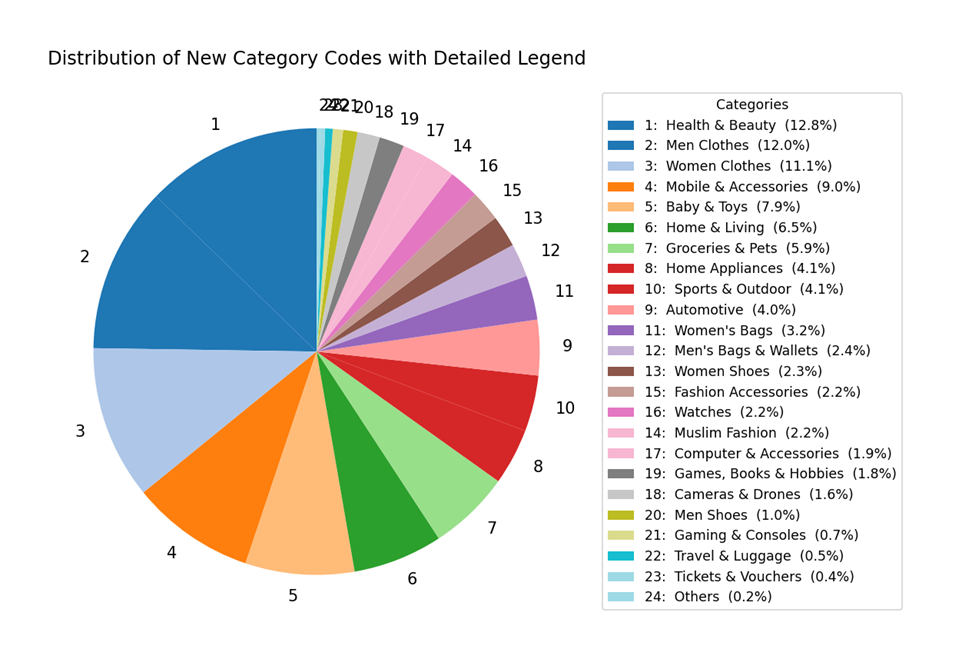 Distribution of New Category Codes with Detailed Legend
1
2
3
4
5
6
7
8
10
9
11
12
13
15
16
14
17
19
18
20
21
22
23
24
Categories
1: Health & Beauty (12.8%)
2: Men Clothes (12.0%)
3: Women Clothes (11.1%)
4: Mobile & Accessories (9.0%)
5: Baby & Toys (7.9%)
6: Home & Living (6.5%)
7: Groceries & Pets (5.9%)
8: Home Appliances (4.1%)
10: Sports & Outdoor (4.1%)
9: Automotive (4.0%)
11: Women's Bags (3.2%)
12: Men's Bags & Wallets (2.4%)
13: Women Shoes (2.3%)
15: Fashion Accessories (2.2%)
16: Watches (2.2%)
14: Muslim Fashion (2.2%)
17: Computer & Accessories (1.9%)
19: Games, Books & Hobbies (1.8%)
18: Cameras & Drones (1.6%)
20: Men Shoes (1.0%)
21: Gaming & Consoles (0.7%)
22: Travel & Luggage (0.5%)
23: Tickets & Vouchers (0.4%)
24: Others (0.2%)